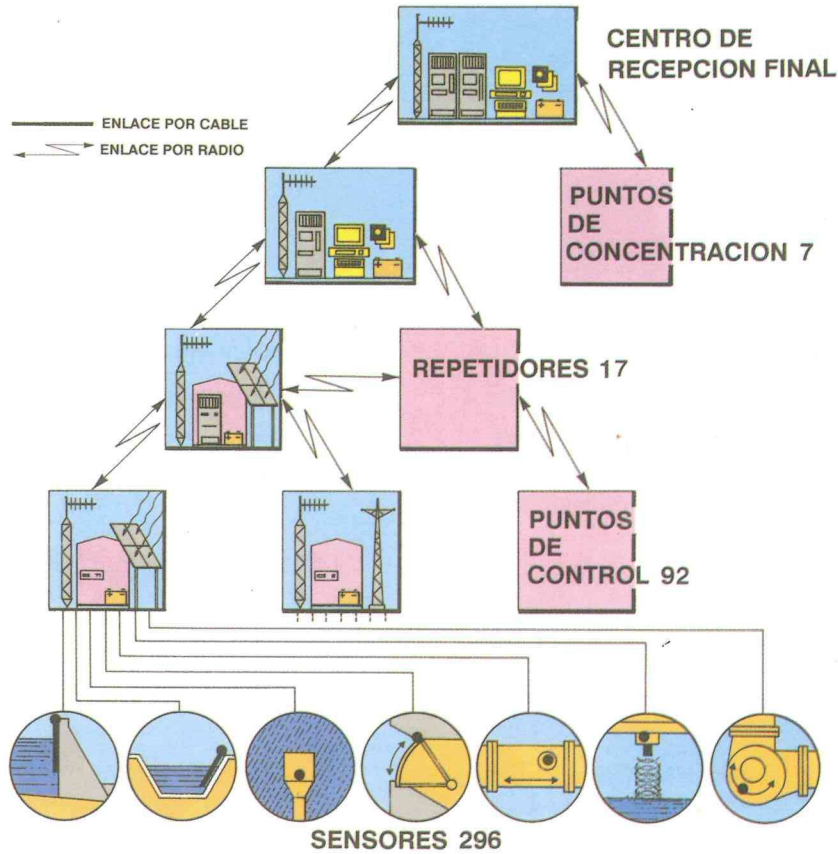 CENTRO DE
RECEPCION FINAL
ENLACE POR CABLE
ENLACE POR RADIO
PUNTOS
DE
CONCENTRACION 7
REPETIDORES 17
PUNTOS
DE
CONTROL 92
SENSORES 296